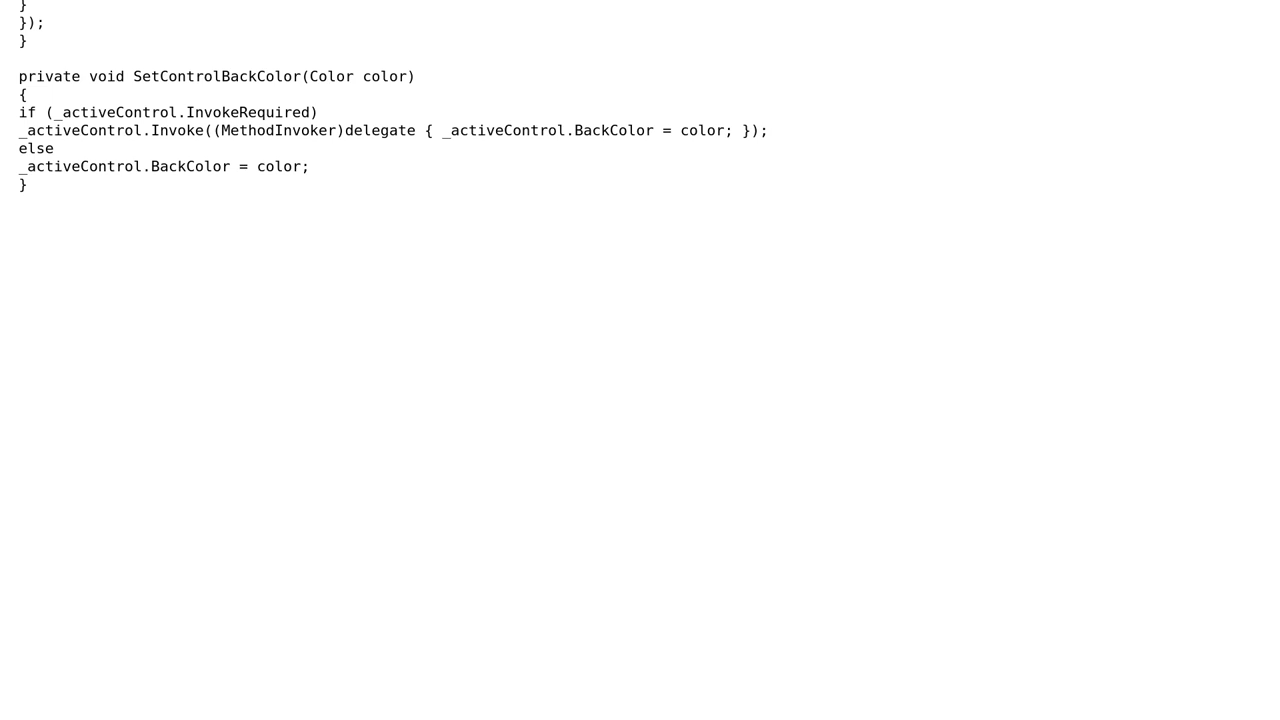 }
});
}
private void SetControlBackColor(Color color)
{
if (_activeControl.InvokeRequired)
_activeControl.Invoke((MethodInvoker)delegate { _activeControl.BackColor = color; });
else
_activeControl.BackColor = color;
}